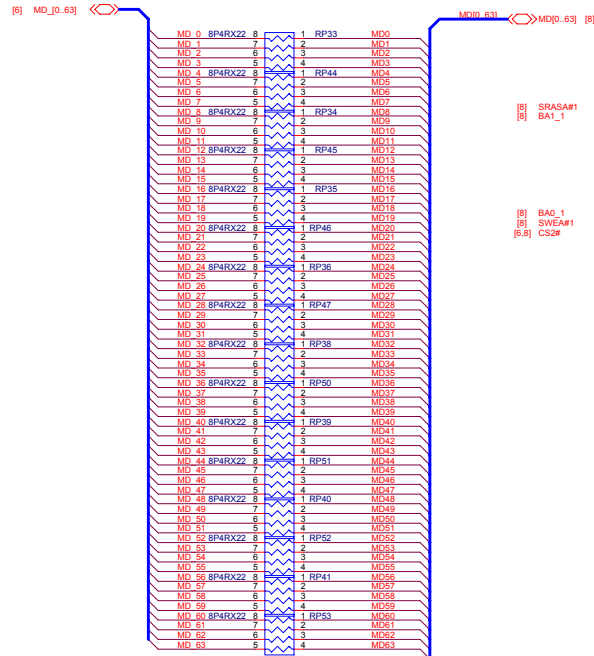 [6] MD_[0..63]
MD[0..63] MD[0..63] [8]
MD_0 8P4RX22 8 1 RP33 MD0
MD_1 7 2 MD1
MD_2 6 3 MD2
MD_3 5 4 MD3
MD_4 8P4RX22 8 1 RP44 MD4
MD_5 7 2 MD5
MD_6 6 3 MD6
MD_7 5 4 MD7
MD_8 8P4RX22 8 1 RP34 MD8
MD_9 7 2 MD9
MD_10 6 3 MD10
MD_11 5 4 MD11
MD_12 8P4RX22 8 1 RP45 MD12
MD_13 7 2 MD13
MD_14 6 3 MD14
MD_15 5 4 MD15
MD_16 8P4RX22 8 1 RP35 MD16
MD_17 7 2 MD17
MD_18 6 3 MD18
MD_19 5 4 MD19
MD_20 8P4RX22 8 1 RP46 MD20
MD_21 7 2 MD21
MD_22 6 3 MD22
MD_23 5 4 MD23
MD_24 8P4RX22 8 1 RP36 MD24
MD_25 7 2 MD25
MD_26 6 3 MD26
MD_27 5 4 MD27
MD_28 8P4RX22 8 1 RP47 MD28
MD_29 7 2 MD29
MD_30 6 3 MD30
MD_31 5 4 MD31
MD_32 8P4RX22 8 1 RP38 MD32
MD_33 7 2 MD33
MD_34 6 3 MD34
MD_35 5 4 MD35
MD_36 8P4RX22 8 1 RP50 MD36
MD_37 7 2 MD37
MD_38 6 3 MD38
MD_39 5 4 MD39
MD_40 8P4RX22 8 1 RP39 MD40
MD_41 7 2 MD41
MD_42 6 3 MD42
MD_43 5 4 MD43
MD_44 8P4RX22 8 1 RP51 MD44
MD_45 7 2 MD45
MD_46 6 3 MD46
MD_47 5 4 MD47
MD_48 8P4RX22 8 1 RP40 MD48
MD_49 7 2 MD49
MD_50 6 3 MD50
MD_51 5 4 MD51
MD_52 8P4RX22 8 1 RP52 MD52
MD_53 7 2 MD53
MD_54 6 3 MD54
MD_55 5 4 MD55
MD_56 8P4RX22 8 1 RP41 MD56
MD_57 7 2 MD57
MD_58 6 3 MD58
MD_59 5 4 MD59
MD_60 8P4RX22 8 1 RP53 MD60
MD_61 7 2 MD61
MD_62 6 3 MD62
MD_63 5 4 MD63
[8] SRASA#1
[8] BA1_1
[8] BA0_1
[8] SWEA#1
[6,8] CS2#